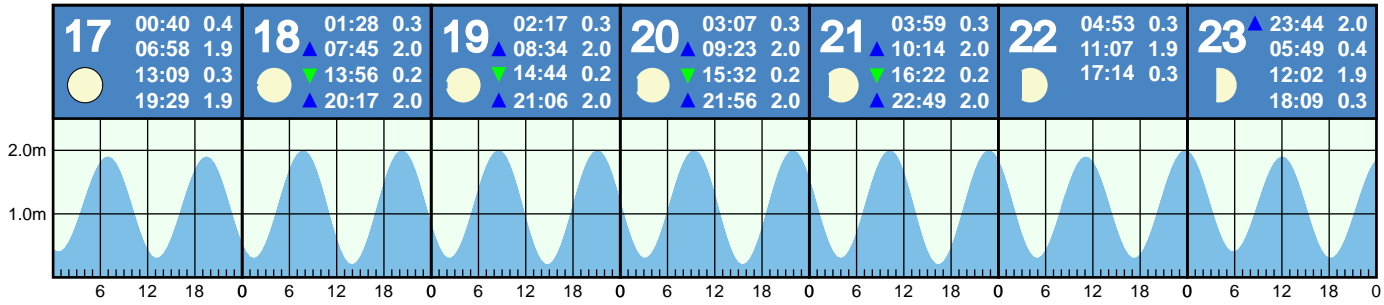 17
00:40 0.4
06:58 1.9
13:09 0.3
19:29 1.9
18
01:28 0.3
▲ 07:45 2.0
▼ 13:56 0.2
▲ 20:17 2.0
19
02:17 0.3
▲ 08:34 2.0
▼ 14:44 0.2
▲ 21:06 2.0
20
03:07 0.3
▲ 09:23 2.0
▼ 15:32 0.2
▲ 21:56 2.0
21
03:59 0.3
▲ 10:14 2.0
▼ 16:22 0.2
▲ 22:49 2.0
22
04:53 0.3
11:07 1.9
17:14 0.3
23
▲ 23:44 2.0
05:49 0.4
12:02 1.9
18:09 0.3
2.0m
1.0m
6 12 18 0 6 12 18 0 6 12 18 0 6 12 18 0 6 12 18 0 6 12 18 0 6 12 18 0